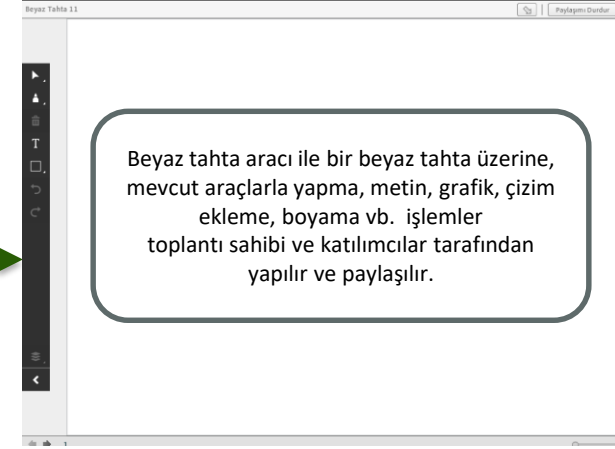 Beyaz Tahta 11
Paylaşımı Durdur
T
Beyaz tahta aracı ile bir beyaz tahta üzerine,
mevcut araçlarla yapma, metin, grafik, çizim
ekleme, boyama vb. işlemler
toplantı sahibi ve katılımcılar tarafından
yapılır ve paylaşılır.
1